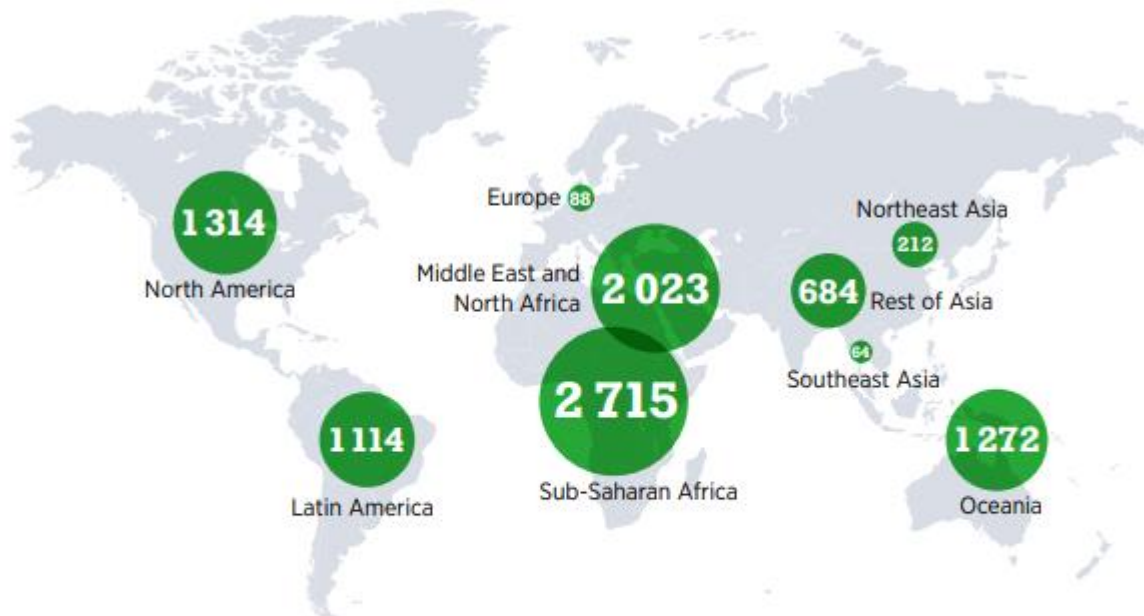 1 314
North America
Europe 88
Northeast Asia
212
Middle East and
North Africa
2 023
684
Rest of Asia
64
Southeast Asia
2 715
Sub-Saharan Africa
1 114
Latin America
1 272
Oceania